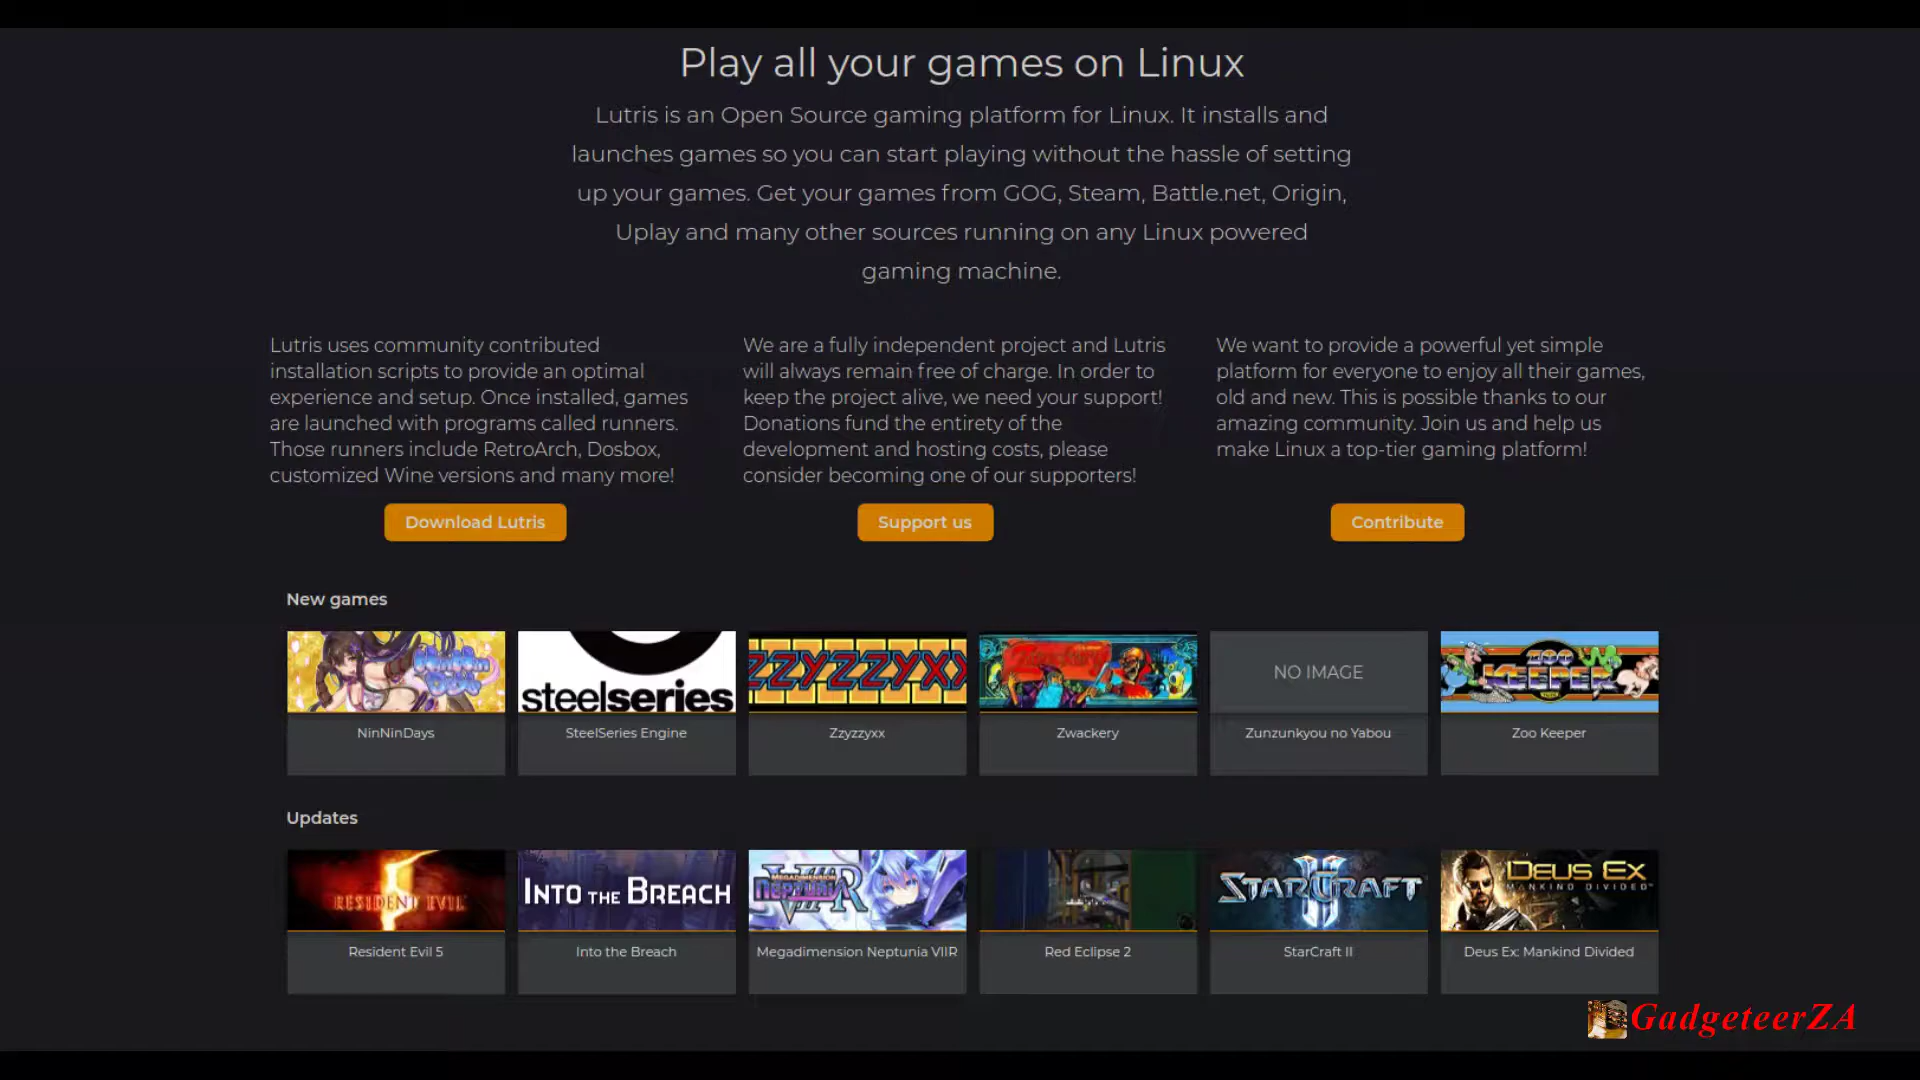 Play all your games on Linux
Lutris is an Open Source gaming platform for Linux. It installs and
launches games so you can start playing without the hassle of setting
up your games. Get your games from GOG, Steam, Battle.net, Origin,
Uplay and many other sources running on any Linux powered
gaming machine.
Lutris uses community contributed
installation scripts to provide an optimal
experience and setup. Once installed, games
are launched with programs called runners.
Those runners include RetroArch, Dosbox,
customized Wine versions and many more!
Download Lutris
We are a fully independent project and Lutris
will always remain free of charge. In order to
keep the project alive, we need your support!
Donations fund the entirety of the
development and hosting costs, please
consider becoming one of our supporters!
Support us
We want to provide a powerful yet simple
platform for everyone to enjoy all their games,
old and new. This is possible thanks to our
amazing community. Join us and help us
make Linux a top-tier gaming platform!
Contribute
New games
NinNinDays
steelseries
SteelSeries Engine
ZZYZZYXX
Zzyzzyxx
Zwackery
NO IMAGE
Zunzunkyou no Yabou
ZOO
KEEPER
Zoo Keeper
Updates
RESIDENT EVIL
Resident Evil 5
INTO THE BREACH
Into the Breach
MEGADIMENSION
NEPTUNIA
VIIR
Megadimension Neptunia VIIR
Red Eclipse 2
STARCRAFT
II
StarCraft II
DEUS EX
MANKIND DIVIDED
Deus Ex: Mankind Divided
GadgeteerZA